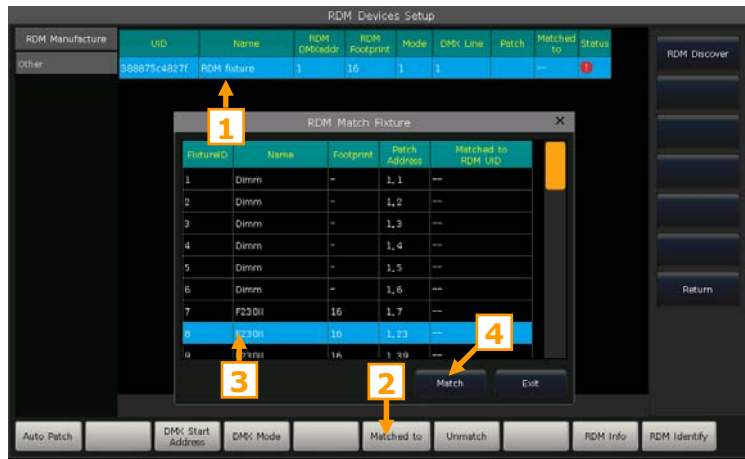 RDM Devices Setup
RDM Manufacture
Other
UID Name RDM DMXaddr RDM Footprint Mode DMX Line Patch Matched to Status
388875c4827f RDM fixture 1 16 1 1 -- !
RDM Discover
Return
1
RDM Match Fixture ×
FixtureID Name Footprint Patch Address Matched to RDM UID
1 Dimm - 1,1 --
2 Dimm - 1,2 --
3 Dimm - 1,3 --
4 Dimm - 1,4 --
5 Dimm - 1,5 --
6 Dimm - 1,6 --
7 F230II 16 1,7 --
8 F230II 16 1,23 --
9 F230II 16 1,39 --
4
3
2
Match Exit
Auto Patch
DMX Start Address
DMX Mode
Matched to
Unmatch
RDM Info
RDM Identify